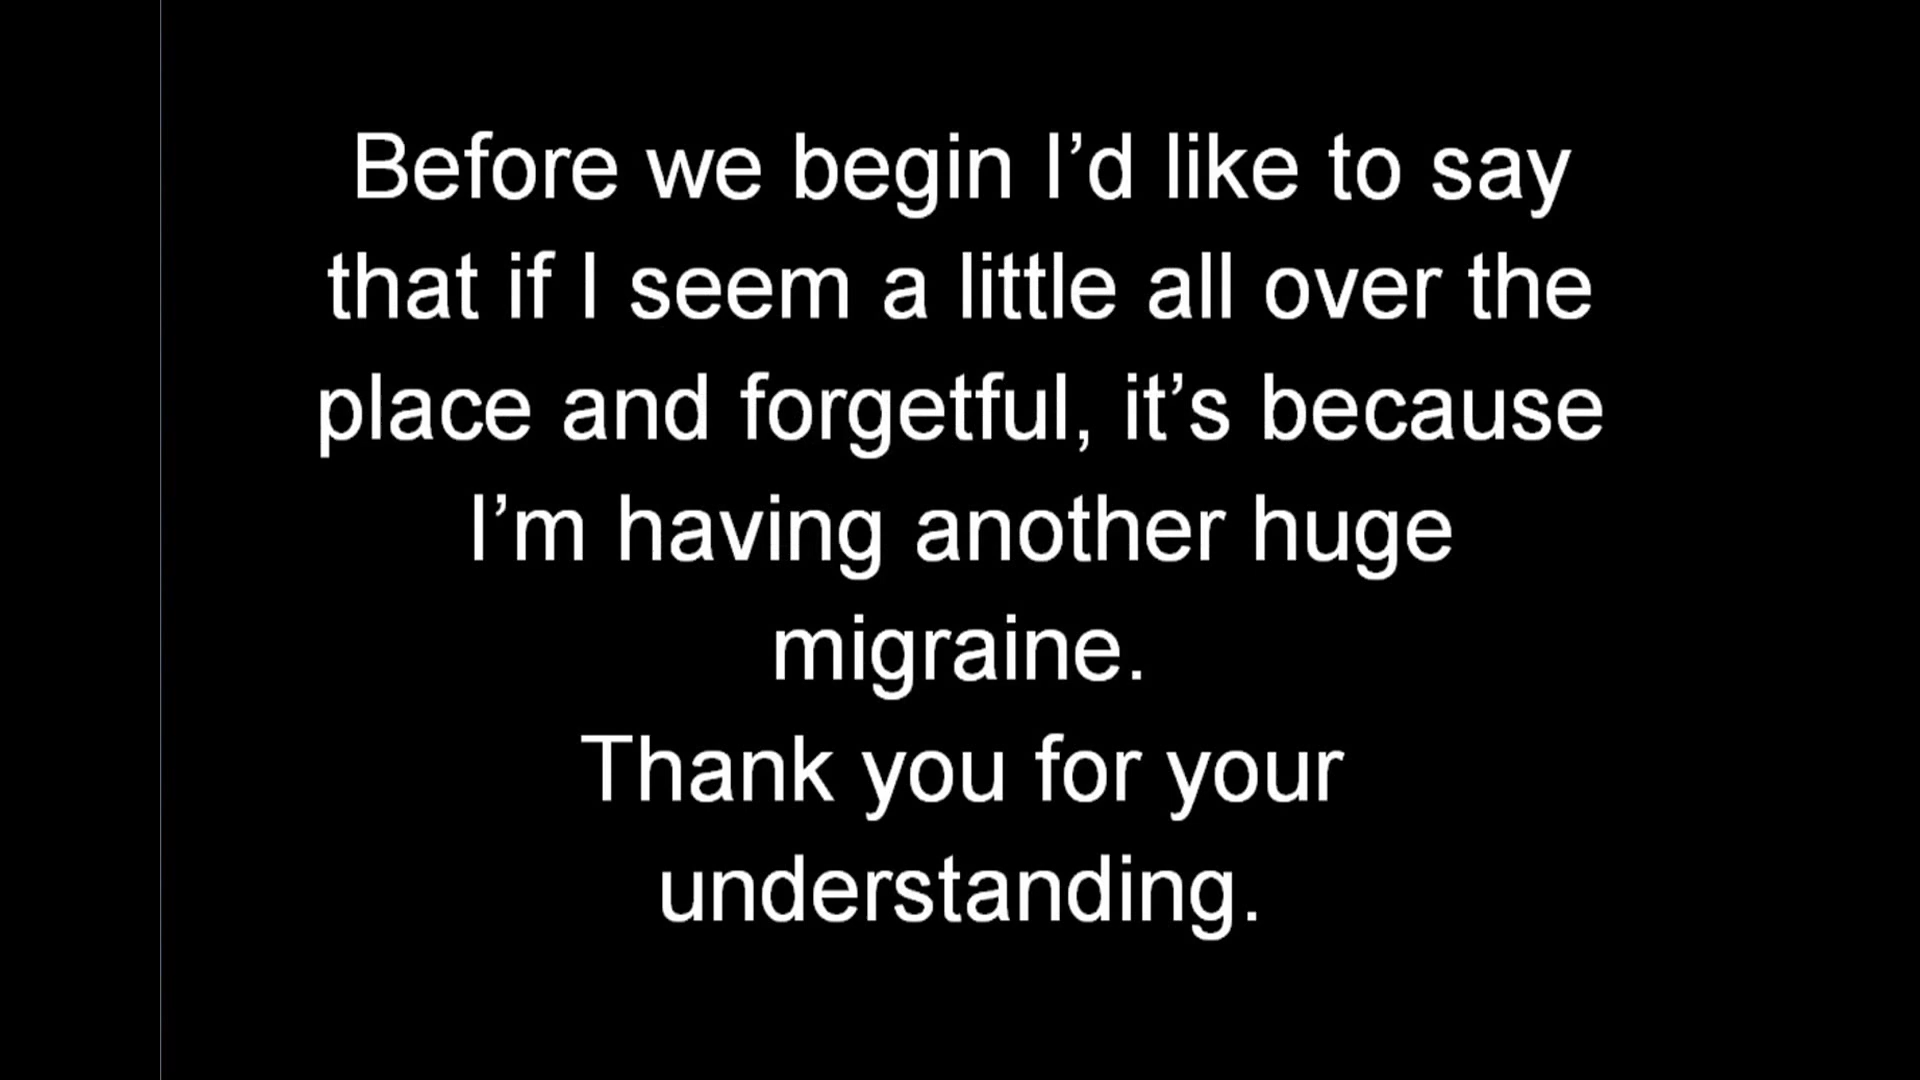 Before we begin I’d like to say
that if I seem a little all over the
place and forgetful, it’s because
I’m having another huge
migraine.
Thank you for your
understanding.